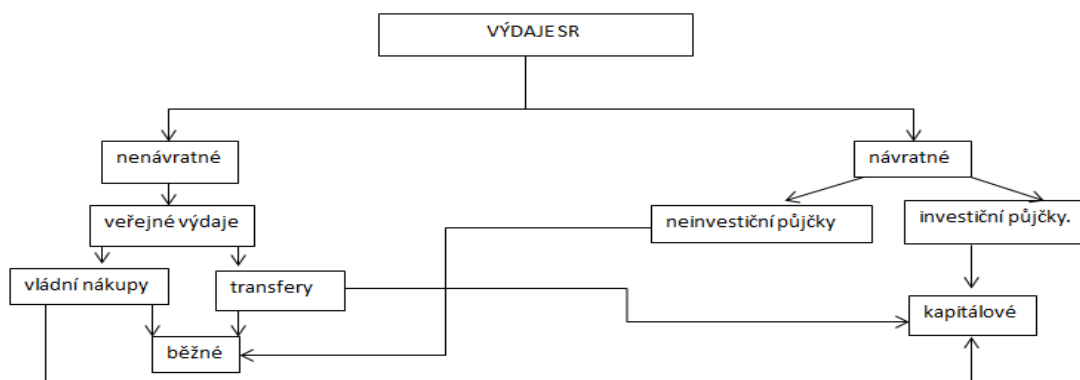 VÝDAJE SR
nenávratné
návratné
veřejné výdaje
neinvestiční půjčky
investiční půjčky.
vládní nákupy
transfery
kapitálové
běžné